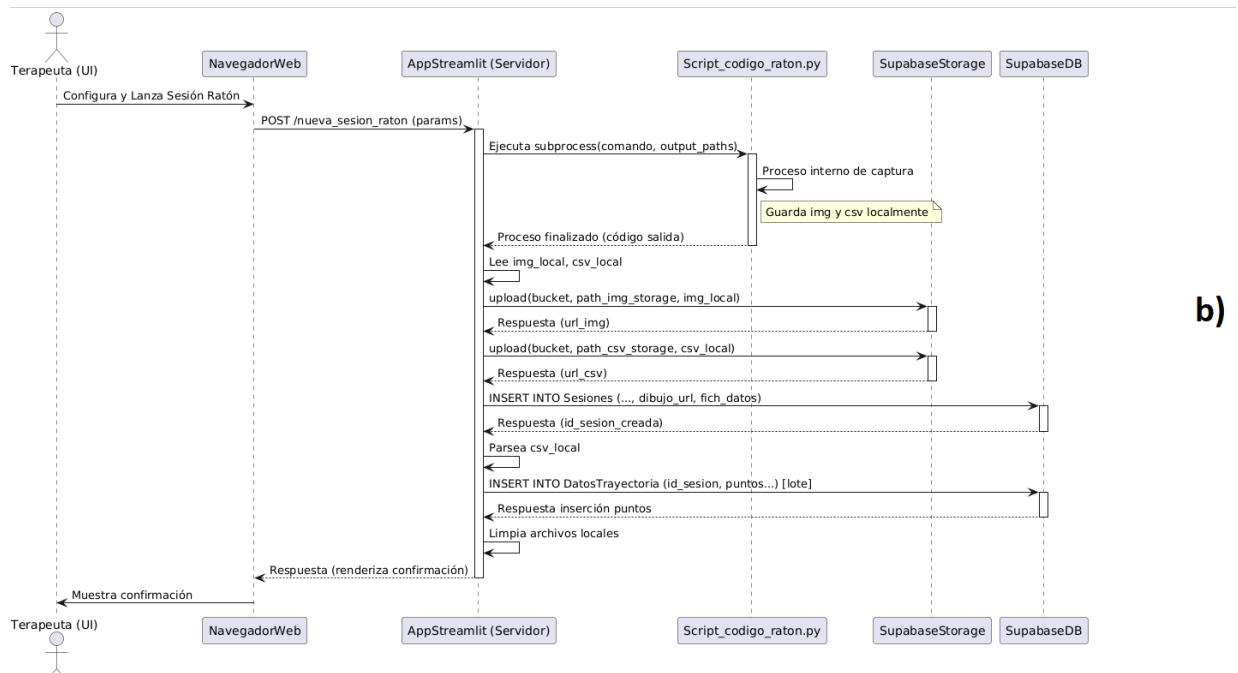 Terapeuta (UI)
NavegadorWeb
AppStreamlit (Servidor)
Script_codigo_raton.py
SupabaseStorage
SupabaseDB
Configura y Lanza Sesión Ratón
POST /nueva_sesion_raton (params)
Ejecuta subprocess(comando, output_paths)
Proceso interno de captura
Guarda img y csv localmente
Proceso finalizado (código salida)
Lee img_local, csv_local
upload(bucket, path_img_storage, img_local)
b)
Respuesta (url_img)
upload(bucket, path_csv_storage, csv_local)
Respuesta (url_csv)
INSERT INTO Sesiones (..., dibujo_url, fich_datos)
Respuesta (id_sesion_creada)
Parsea csv_local
INSERT INTO DatosTrayectoria (id_sesion, puntos...) [lote]
Respuesta inserción puntos
Limpia archivos locales
Respuesta (renderiza confirmación)
Muestra confirmación
Terapeuta (UI)
NavegadorWeb
AppStreamlit (Servidor)
Script_codigo_raton.py
SupabaseStorage
SupabaseDB